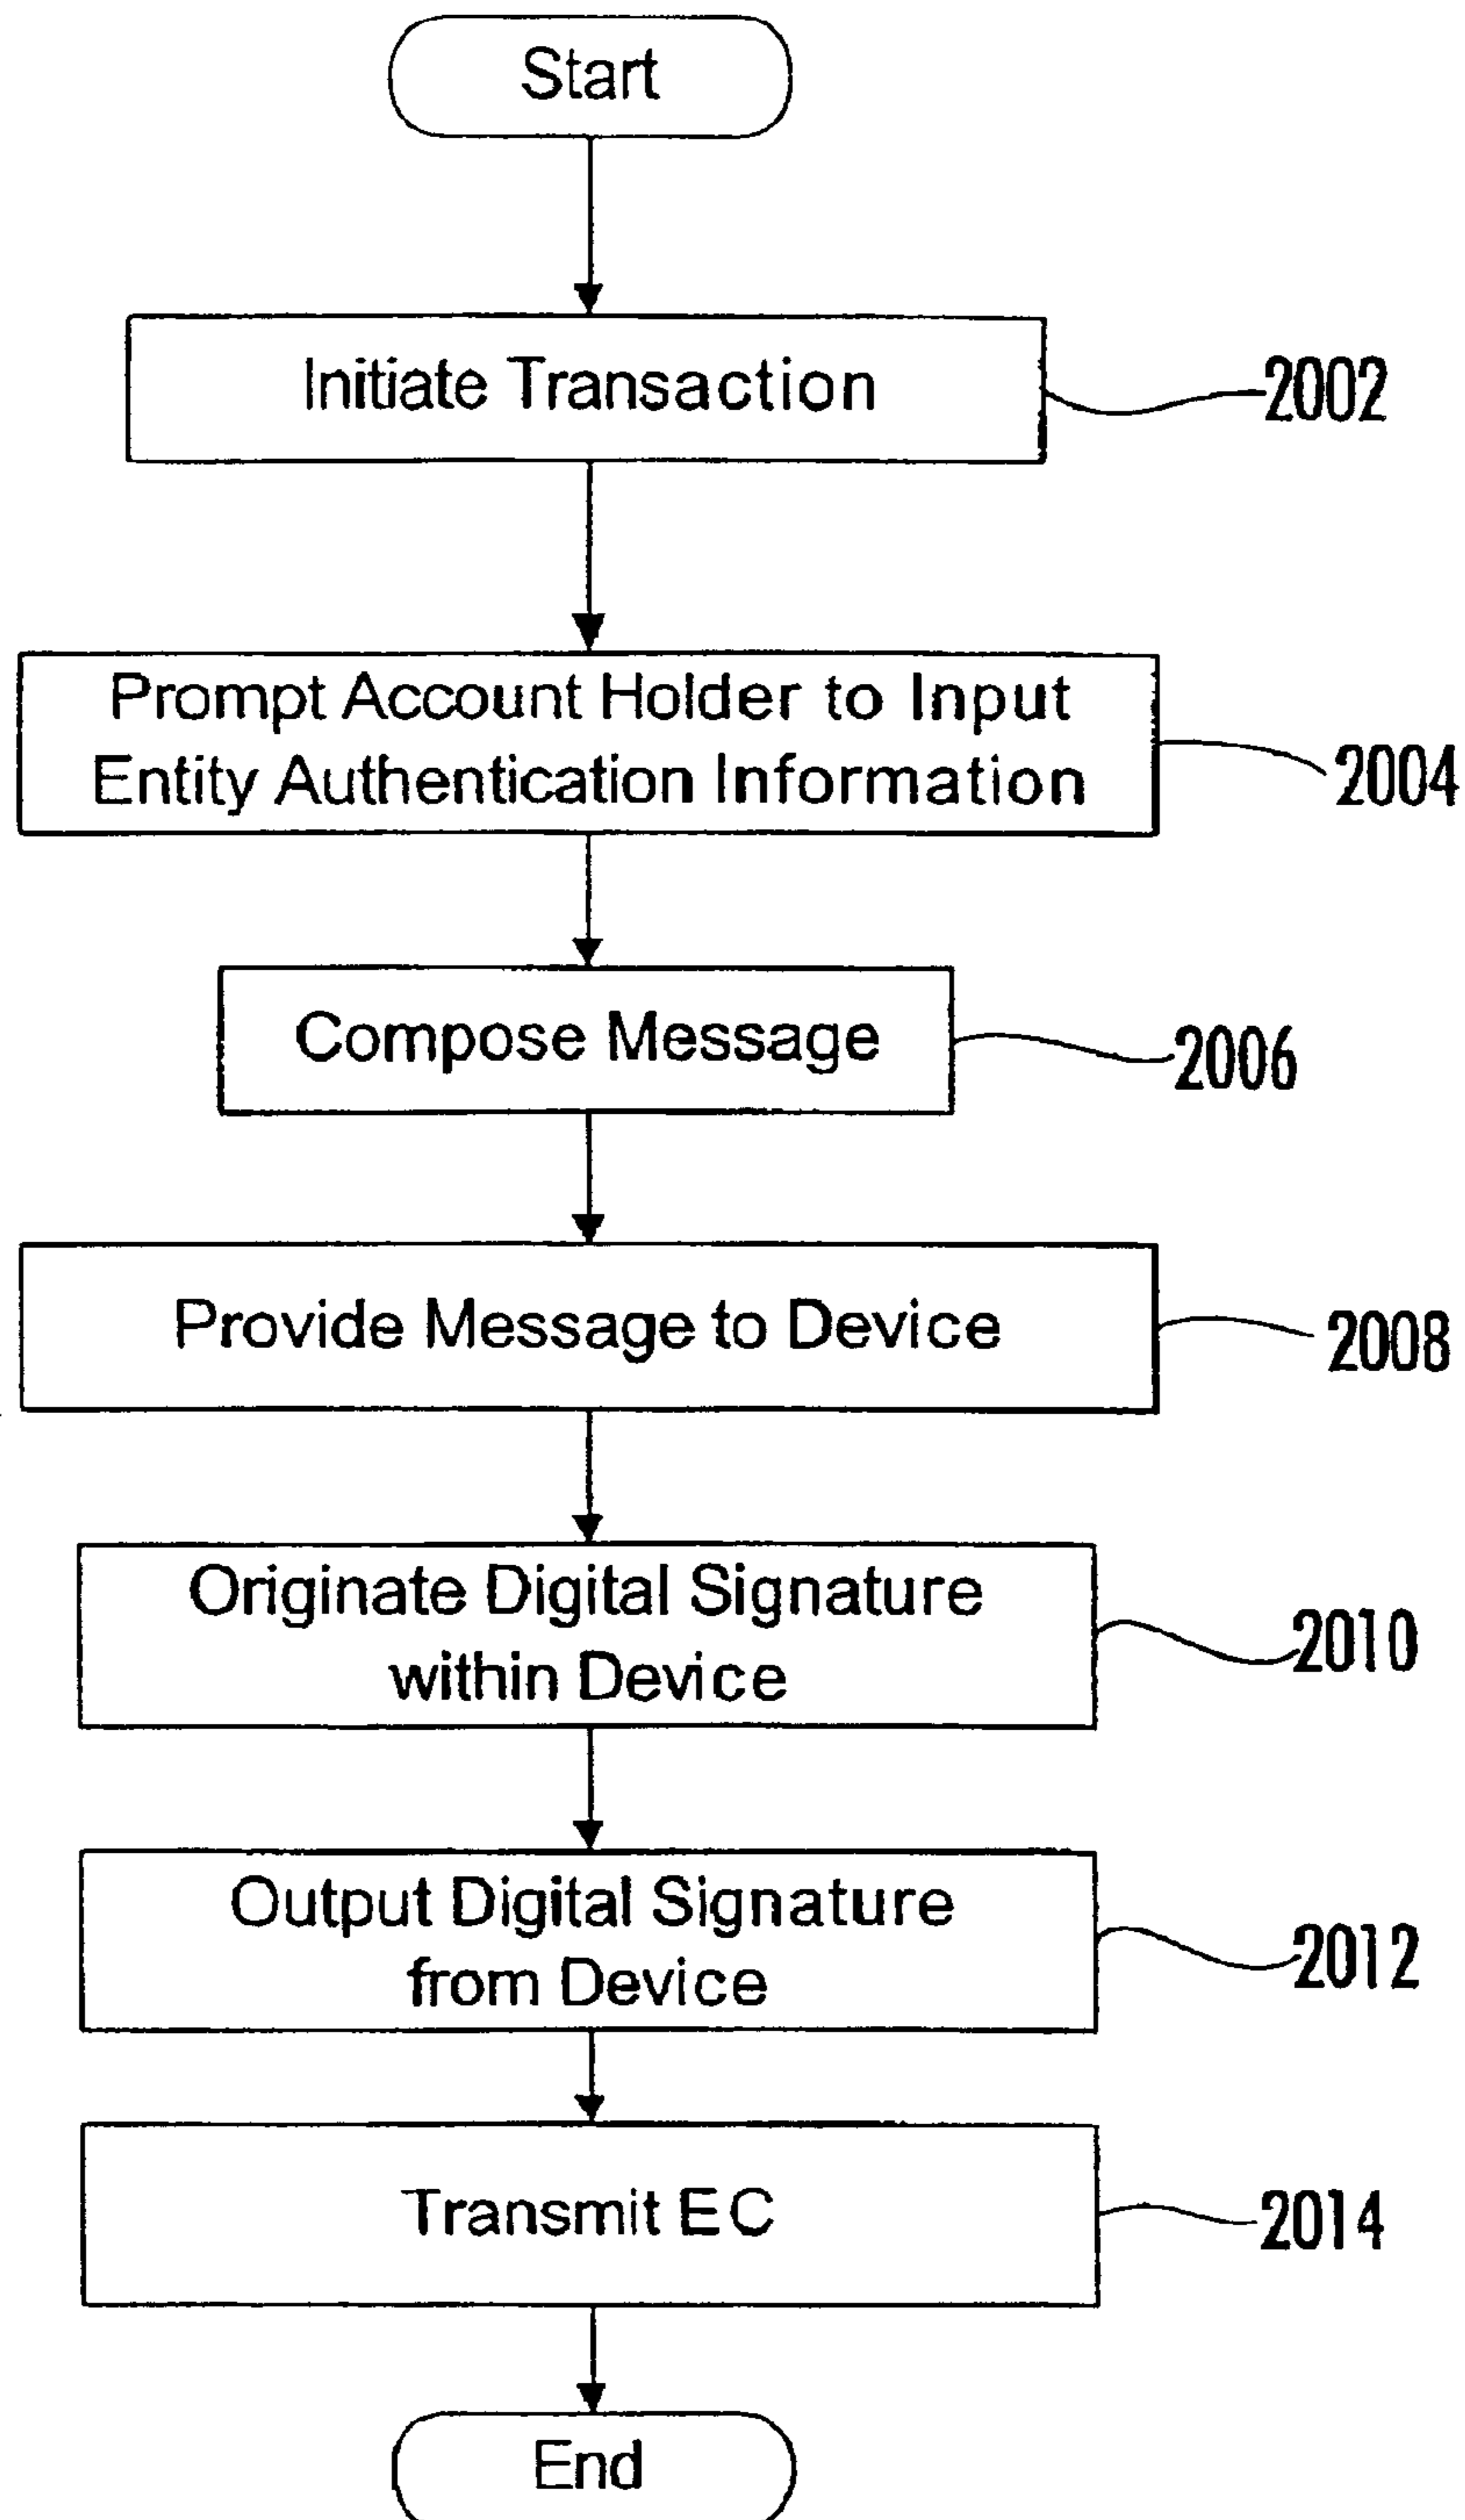 Start
Initiate Transaction
2002
Prompt Account Holder to Input
Entity Authentication Information
2004
Compose Message
2006
Provide Message to Device
2008
Originate Digital Signature
within Device
2010
Output Digital Signature
from Device
2012
Transmit EC
2014
End